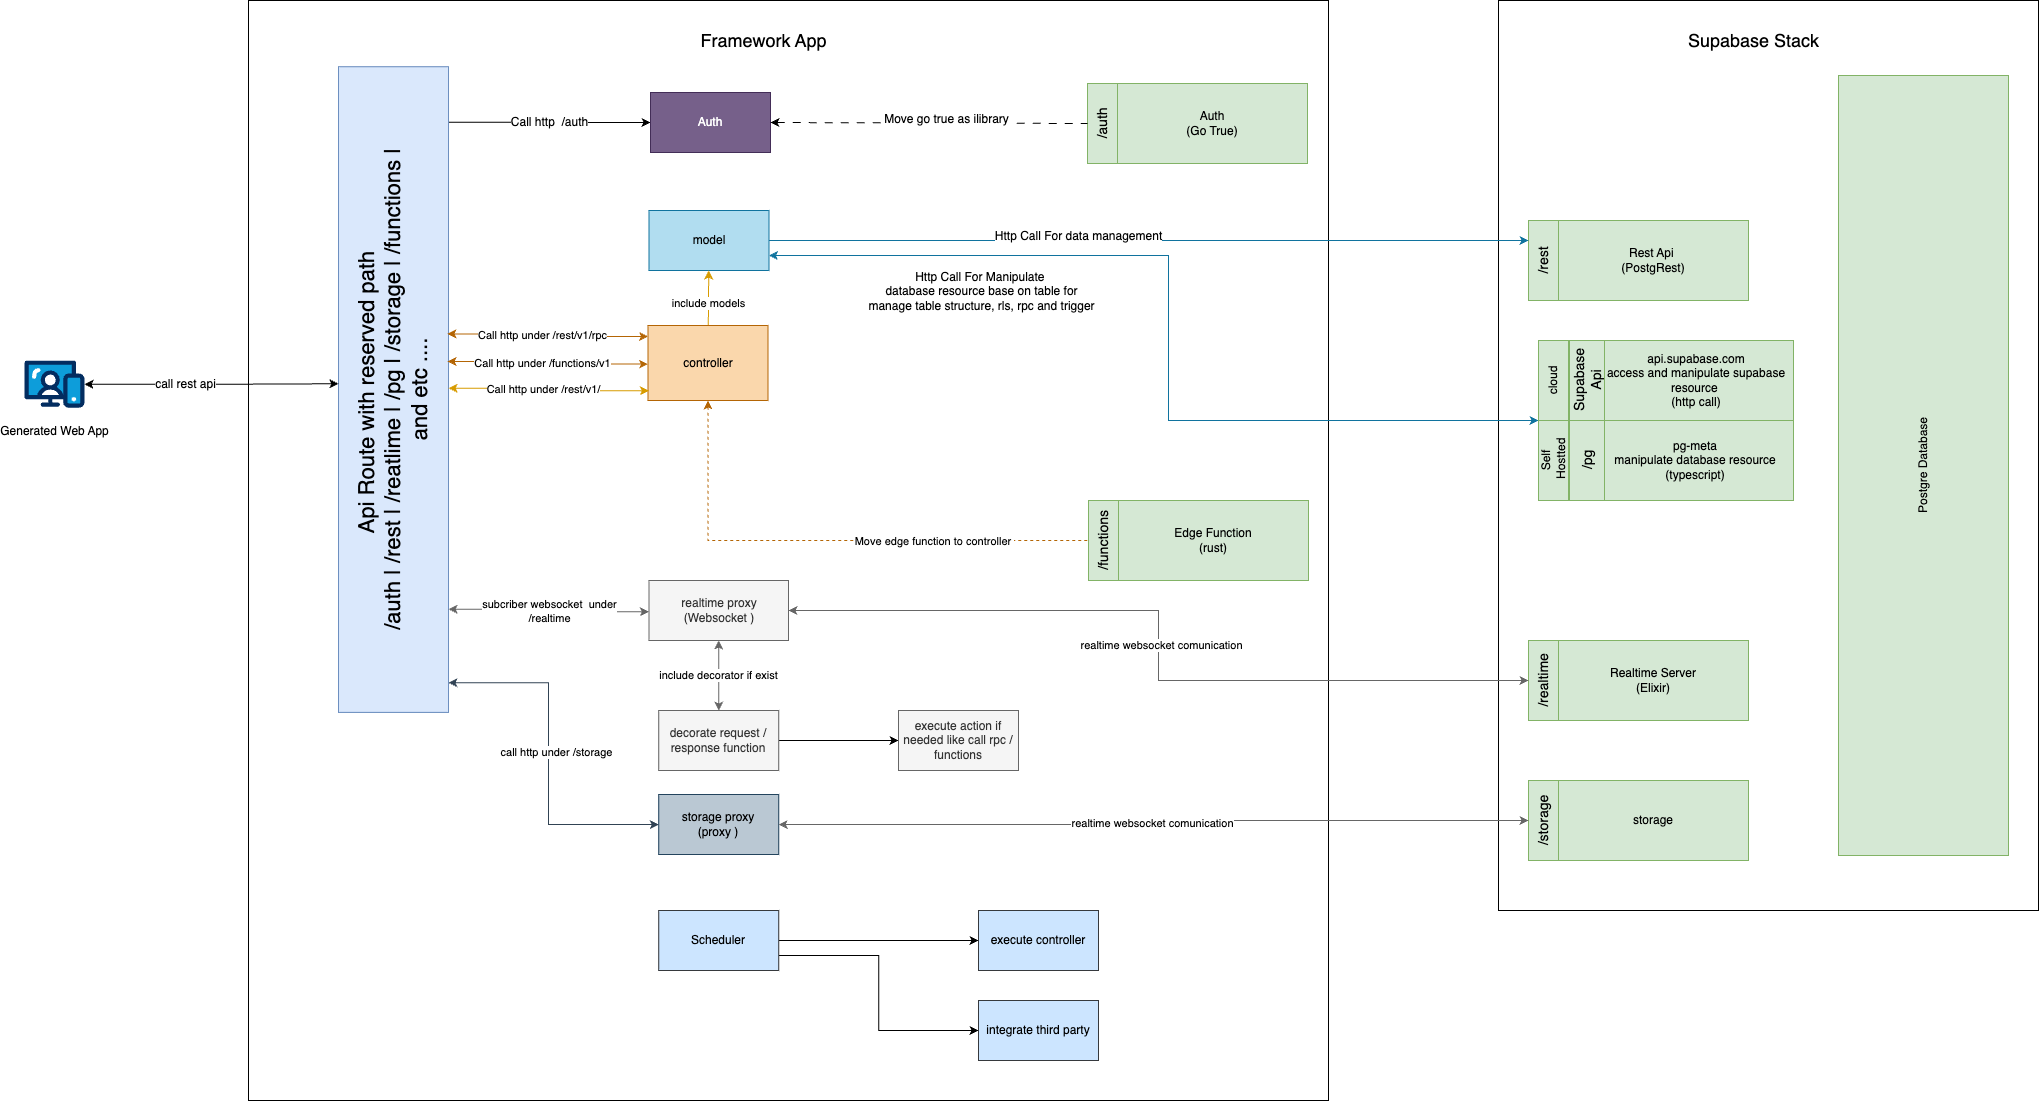 Framework App
Supabase Stack
Api Route with reserved path
/auth | /rest | /reatlime | /pg | /storage | /functions |
and etc ....
Call http  /auth
Auth
Move go true as ilibrary
/auth
Auth
(Go True)
model
Http Call For data management
/rest
Rest Api
(PostgRest)
Http Call For Manipulate
database resource base on table for
manage table structure, rls, rpc and trigger
include models
Call http under /rest/v1/rpc
Call http under /functions/v1
Call http under /rest/v1/
controller
call rest api
Generated Web App
cloud
Supabase
Api
api.supabase.com
access and manipulate supabase
resource
(http call)
Self
Hostted
/pg
pg-meta
manipulate database resource
(typescript)
Postgre Database
Move edge function to controller
/functions
Edge Function
(rust)
subcriber websocket  under
/realtime
realtime proxy
(Websocket )
realtime websocket comunication
/realtime
Realtime Server
(Elixir)
include decorator if exist
decorate request /
response function
execute action if
needed like call rpc /
functions
call http under /storage
storage proxy
(proxy )
realtime websocket comunication
/storage
storage
Scheduler
execute controller
integrate third party